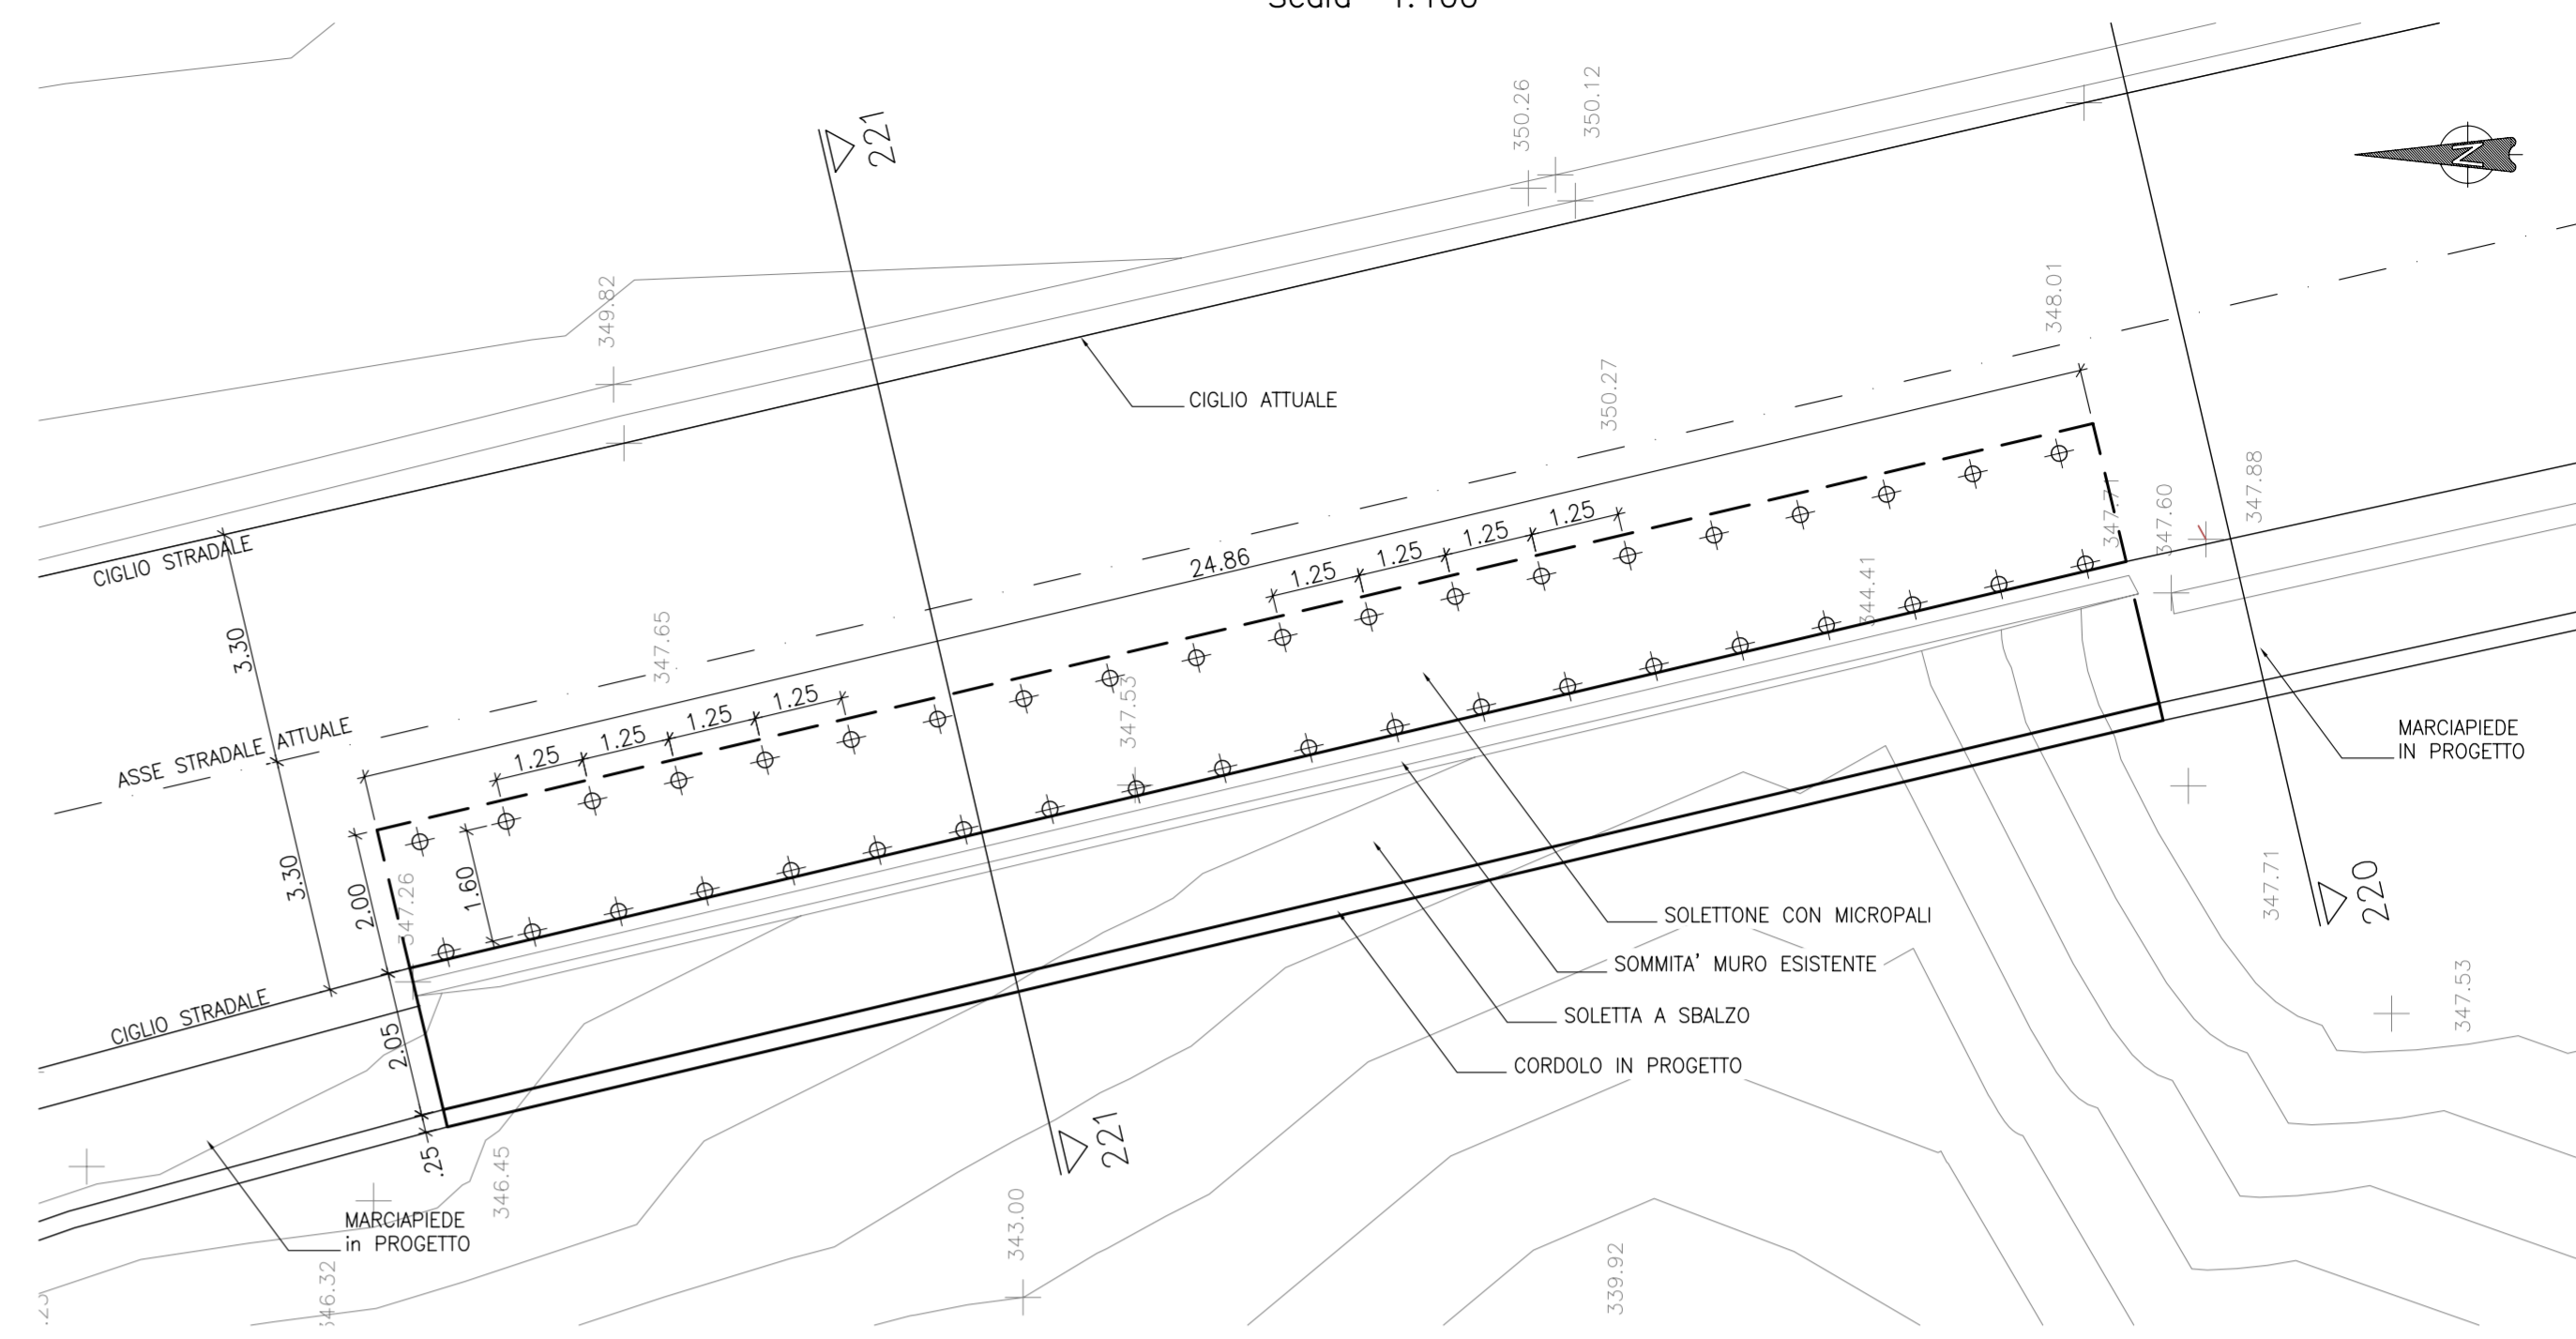 221
350.26
350.12
N
349.82
348.01
CIGLIO ATTUALE
350.27
347.88
347.60
CIGLIO STRADALE
1.25
1.25
1.25
1.25
24.86
344.41
3.30
347.65
1.25
1.25
1.25
1.25
347.53
ASSE STRADALE ATTUALE
MARCIAPIEDE
IN PROGETTO
3.30
2.00
347.26
1.60
347.71
220
SOLETTONE CON MICROPALI
SOMMITA' MURO ESISTENTE
347.53
CIGLIO STRADALE
2.05
SOLETTA A SBALZO
CORDOLO IN PROGETTO
221
.25
346.45
343.00
MARCIAPIEDE
in PROGETTO
339.92